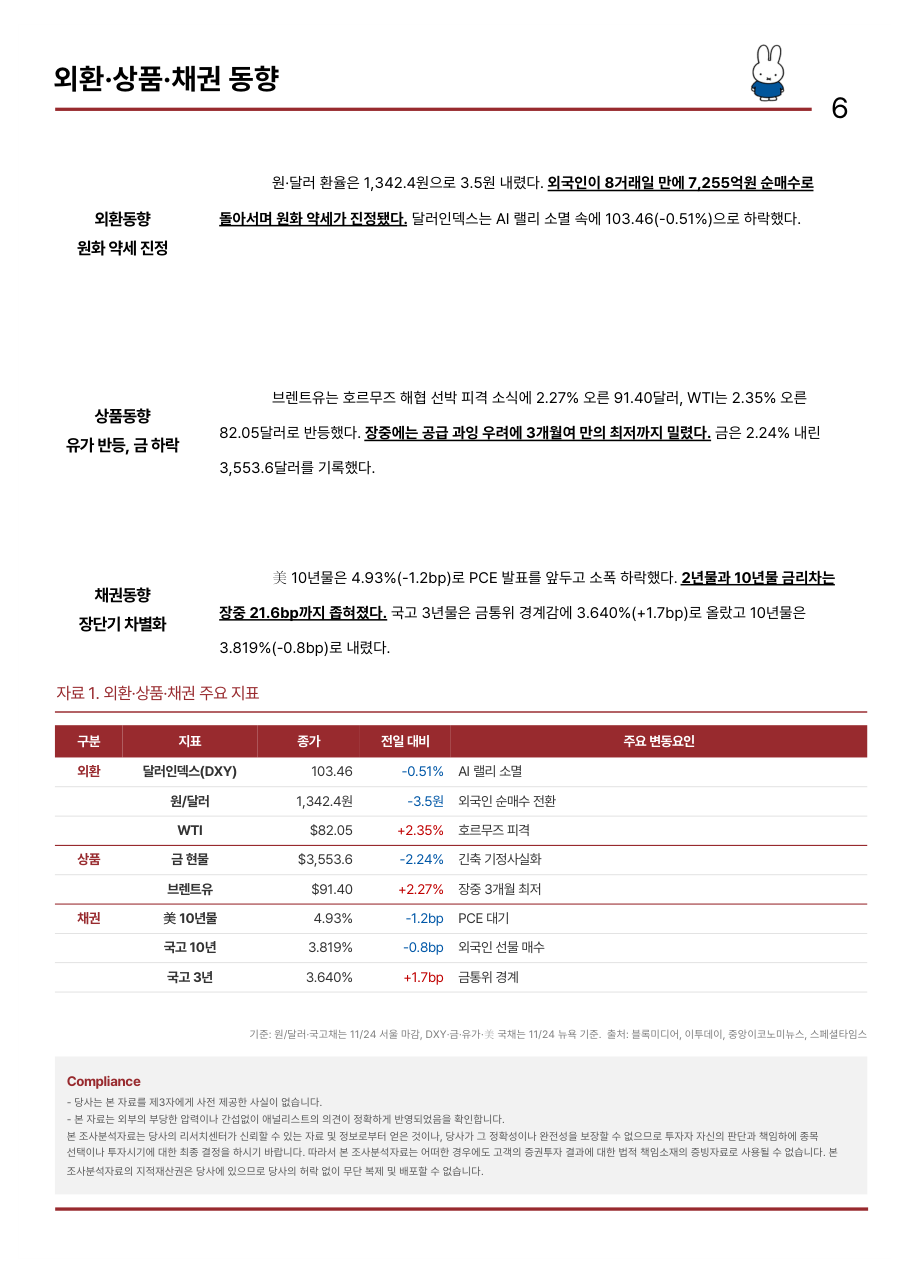 외환·상품·채권 동향
6
외환동향
원화 약세 진정
원·달러 환율은 1,342.4원으로 3.5원 내렸다. 외국인이 8거래일 만에 7,255억원 순매수로
돌아서며 원화 약세가 진정됐다. 달러인덱스는 AI 랠리 소멸 속에 103.46(-0.51%)으로 하락했다.
상품동향
유가 반등, 금 하락
브렌트유는 호르무즈 해협 선박 피격 소식에 2.27% 오른 91.40달러, WTI는 2.35% 오른
82.05달러로 반등했다. 장중에는 공급 과잉 우려에 3개월여 만의 최저까지 밀렸다. 금은 2.24% 내린
3,553.6달러를 기록했다.
채권동향
장단기 차별화
美 10년물은 4.93%(-1.2bp)로 PCE 발표를 앞두고 소폭 하락했다. 2년물과 10년물 금리차는
장중 21.6bp까지 좁혀졌다. 국고 3년물은 금통위 경계감에 3.640%(+1.7bp)로 올랐고 10년물은
3.819%(-0.8bp)로 내렸다.
자료 1. 외환·상품·채권 주요 지표
구분 지표 종가 전일 대비 주요 변동요인
외환 달러인덱스(DXY) 103.46 -0.51% AI 랠리 소멸
원/달러 1,342.4원 -3.5원 외국인 순매수 전환
WTI $82.05 +2.35% 호르무즈 피격
상품 금 현물 $3,553.6 -2.24% 긴축 기정사실화
브렌트유 $91.40 +2.27% 장중 3개월 최저
채권 美 10년물 4.93% -1.2bp PCE 대기
국고 10년 3.819% -0.8bp 외국인 선물 매수
국고 3년 3.640% +1.7bp 금통위 경계
기준: 원/달러·국고채는 11/24 서울 마감, DXY·금·유가·美 국채는 11/24 뉴욕 기준. 출처: 블록미디어, 이투데이, 중앙이코노미뉴스, 스페셜타임스
Compliance
- 당사는 본 자료를 제3자에게 사전 제공한 사실이 없습니다.
- 본 자료는 외부의 부당한 압력이나 간섭없이 애널리스트의 의견이 정확하게 반영되었음을 확인합니다.
본 조사분석자료는 당사의 리서치센터가 신뢰할 수 있는 자료 및 정보로부터 얻은 것이나, 당사가 그 정확성이나 완전성을 보장할 수 없으므로 투자자 자신의 판단과 책임하에 종목
선택이나 투자시기에 대한 최종 결정을 하시기 바랍니다. 따라서 본 조사분석자료는 어떠한 경우에도 고객의 증권투자 결과에 대한 법적 책임소재의 증빙자료로 사용될 수 없습니다. 본
조사분석자료의 지적재산권은 당사에 있으므로 당사의 허락 없이 무단 복제 및 배포할 수 없습니다.